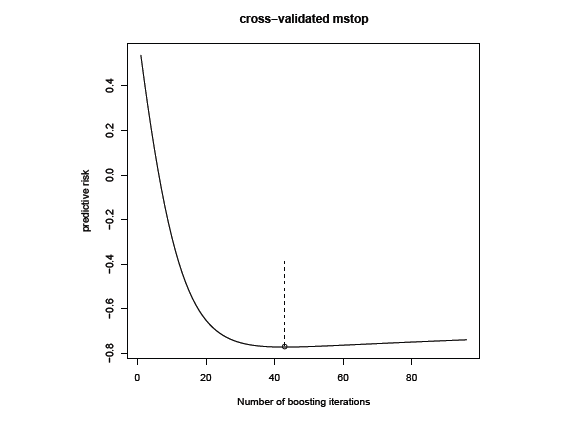 cross−validated mstop
predictive risk
0.4
0.2
0.0
−0.2
−0.4
−0.6
−0.8
0 20 40 60 80
Number of boosting iterations